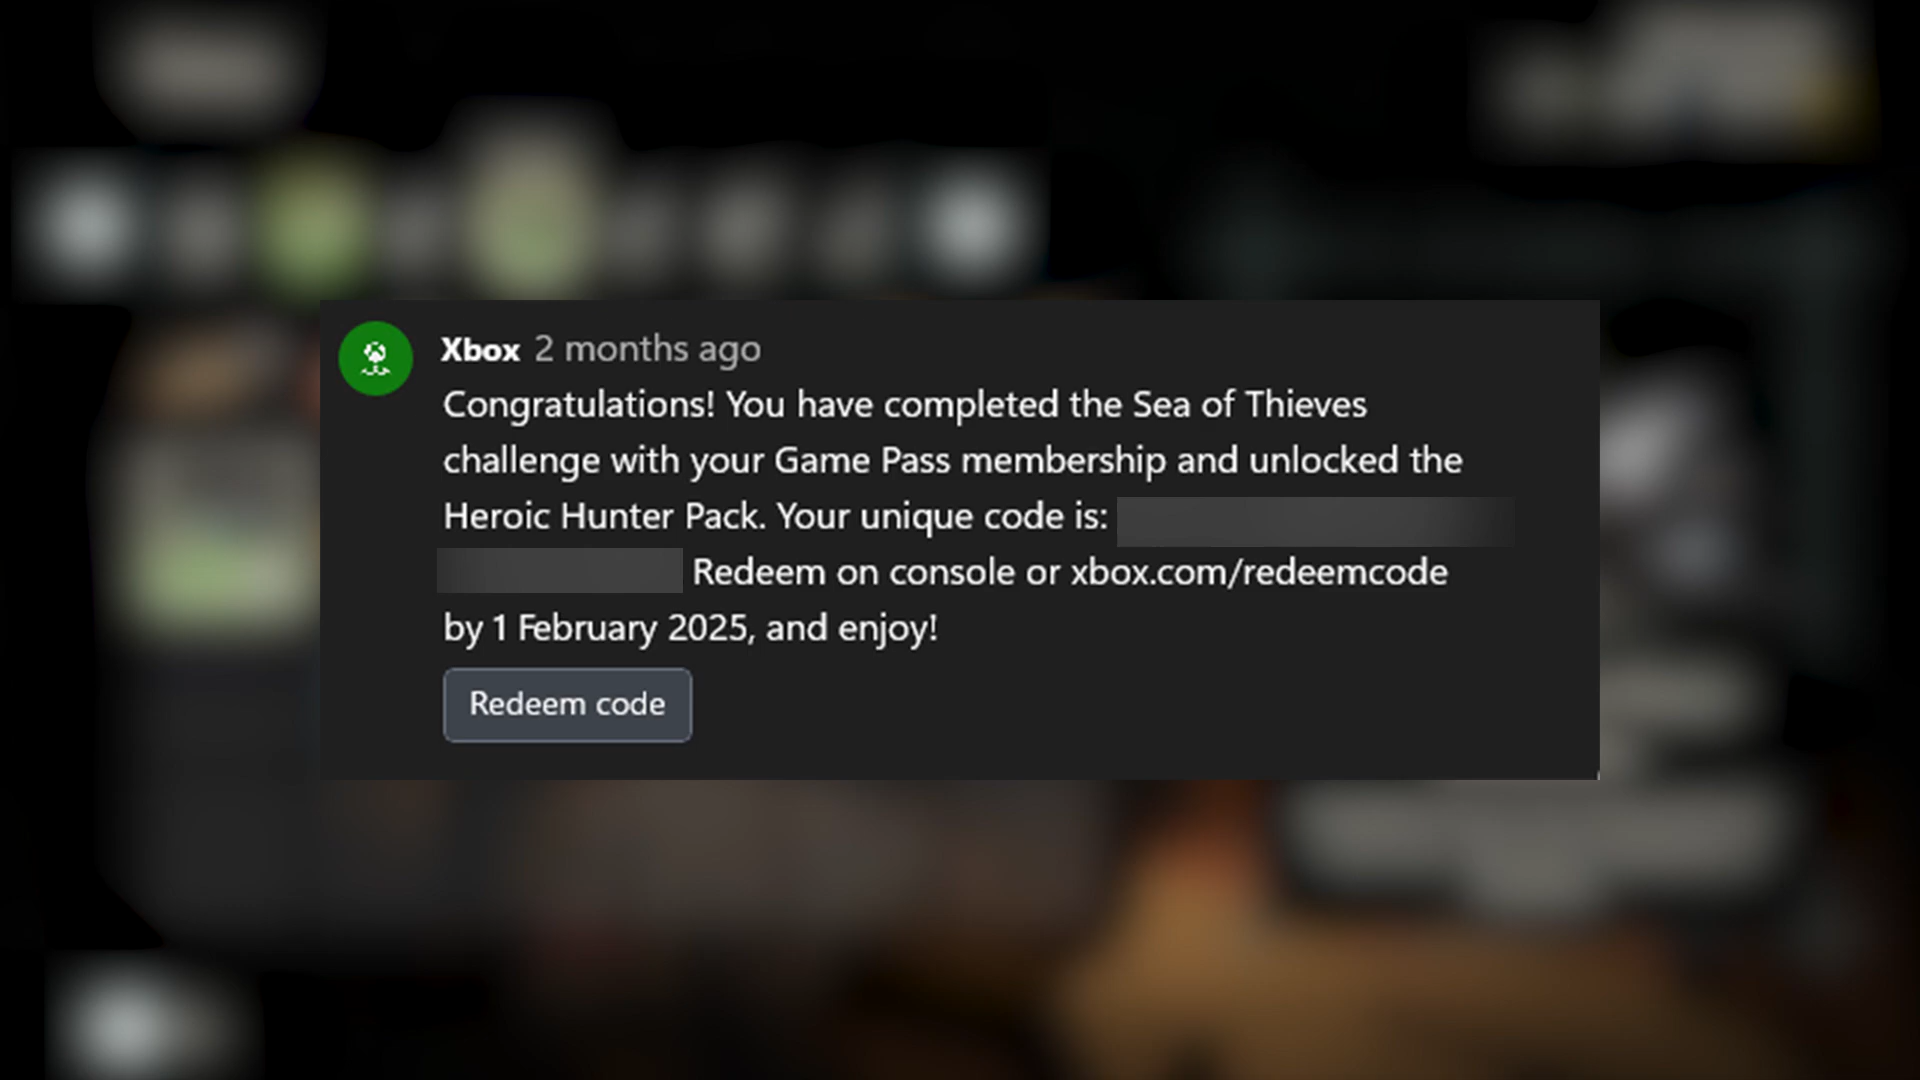 Xbox 2 months ago
Congratulations! You have completed the Sea of Thieves
challenge with your Game Pass membership and unlocked the
Heroic Hunter Pack. Your unique code is:
Redeem on console or xbox.com/redeemcode
by 1 February 2025, and enjoy!
Redeem code